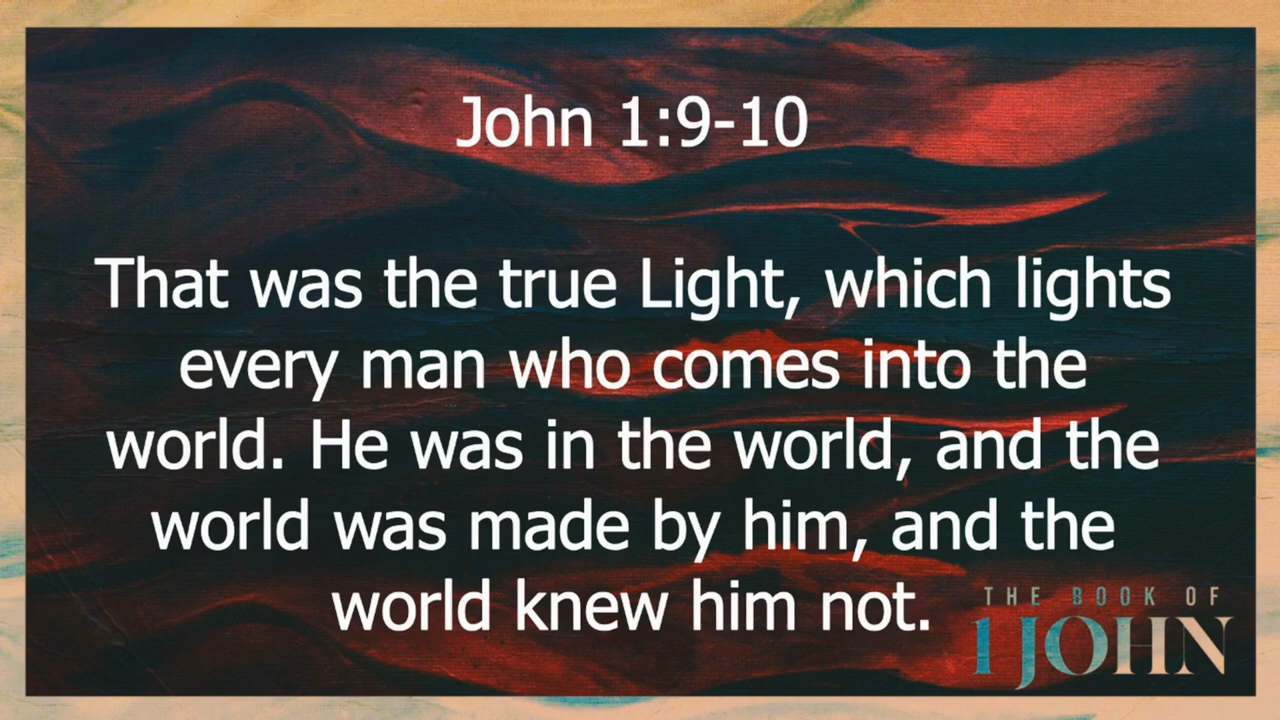 John 1:9-10
That was the true Light, which lights
every man who comes into the
world. He was in the world, and the
world was made by him, and the
world knew him not.
THE BOOK OF
1 JOHN